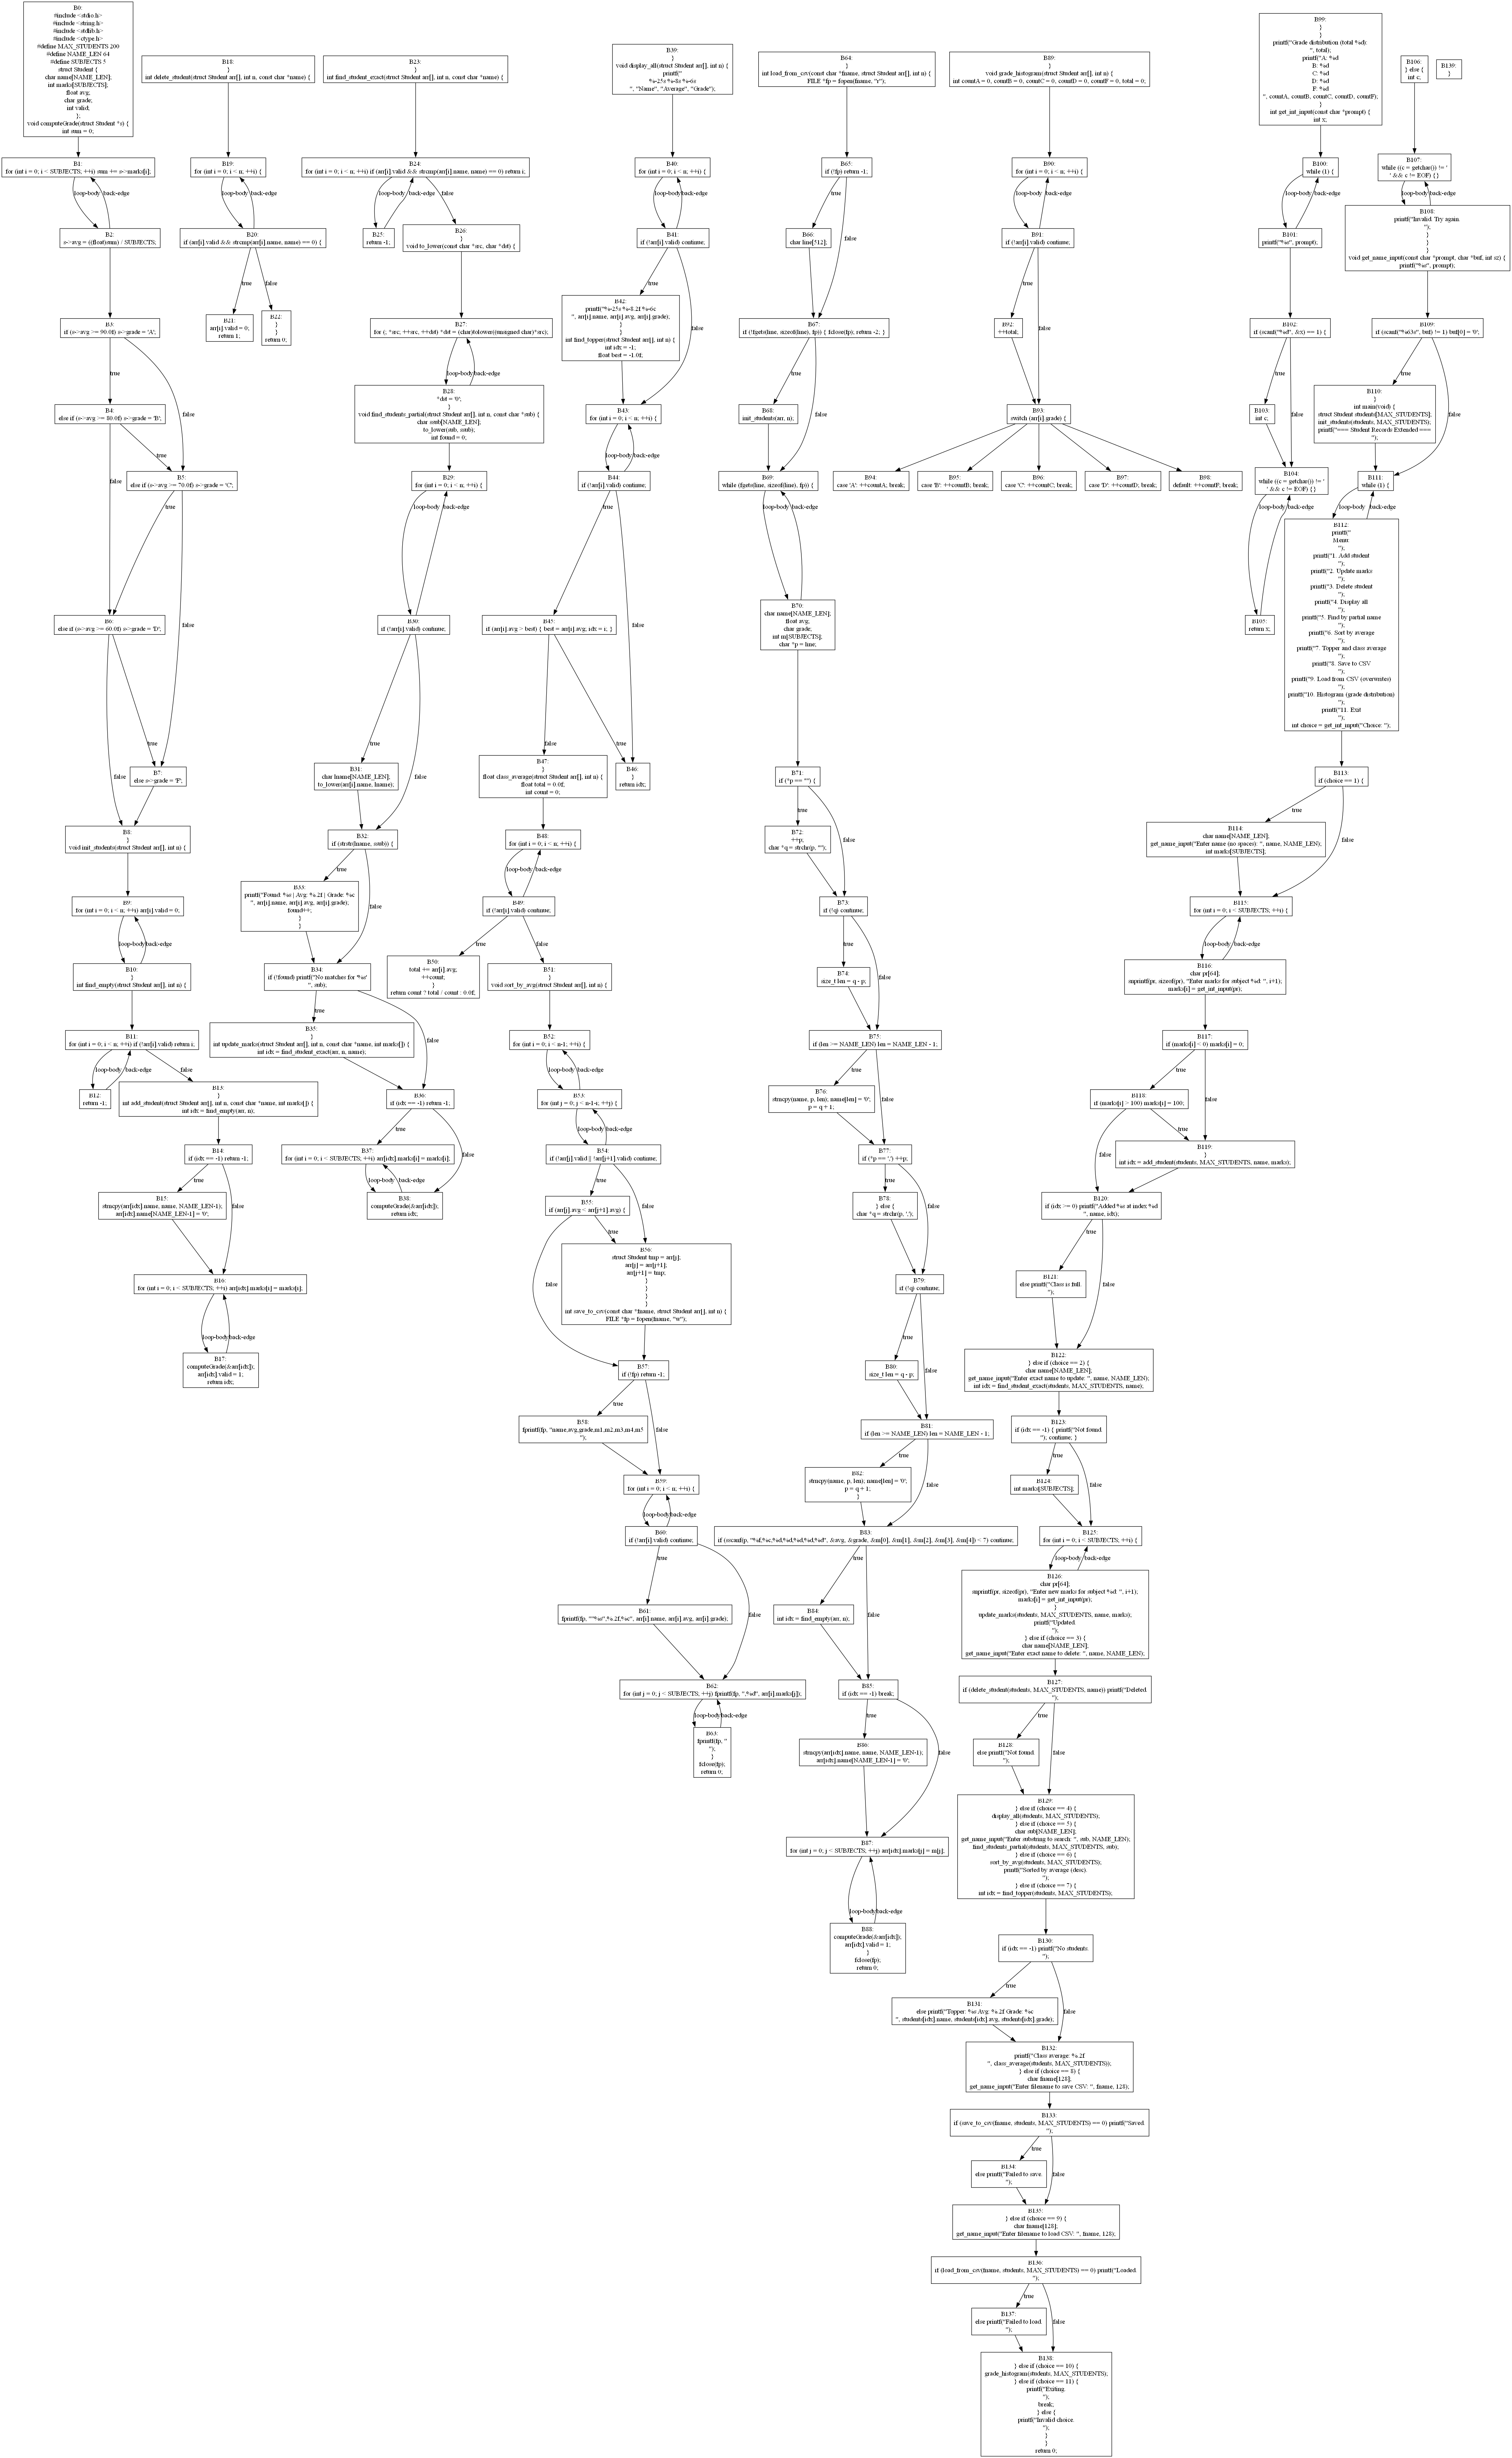 B0:
#include <stdio.h>
#include <string.h>
#include <stdlib.h>
#include <ctype.h>
#define MAX_STUDENTS 200
#define NAME_LEN 64
#define SUBJECTS 5
struct Student {
char name[NAME_LEN];
int marks[SUBJECTS];
float avg;
char grade;
int valid;
};
void computeGrade(struct Student *s) {
int sum = 0;
B1:
for (int i = 0; i < SUBJECTS; ++i) sum += s->marks[i];
loop-body
back-edge
B2:
s->avg = ((float)sum) / SUBJECTS;
B3:
if (s->avg >= 90.0f) s->grade = 'A';
true
false
B4:
else if (s->avg >= 80.0f) s->grade = 'B';
true
false
B5:
else if (s->avg >= 70.0f) s->grade = 'C';
true
false
B6:
else if (s->avg >= 60.0f) s->grade = 'D';
true
false
B7:
else s->grade = 'F';
B8:
}
void init_students(struct Student arr[], int n) {
B9:
for (int i = 0; i < n; ++i) arr[i].valid = 0;
loop-body
back-edge
B10:
}
int find_empty(struct Student arr[], int n) {
B11:
for (int i = 0; i < n; ++i) if (!arr[i].valid) return i;
loop-body
back-edge
false
B12:
return -1;
B13:
}
int add_student(struct Student arr[], int n, const char *name, int marks[]) {
int idx = find_empty(arr, n);
B14:
if (idx == -1) return -1;
true
false
B15:
strncpy(arr[idx].name, name, NAME_LEN-1);
arr[idx].name[NAME_LEN-1] = '\0';
B16:
for (int i = 0; i < SUBJECTS; ++i) arr[idx].marks[i] = marks[i];
loop-body
back-edge
B17:
computeGrade(&arr[idx]);
arr[idx].valid = 1;
return idx;
B18:
}
int delete_student(struct Student arr[], int n, const char *name) {
B19:
for (int i = 0; i < n; ++i) {
loop-body
back-edge
B20:
if (arr[i].valid && strcmp(arr[i].name, name) == 0) {
true
false
B21:
arr[i].valid = 0;
return 1;
B22:
}
}
return 0;
B23:
}
int find_student_exact(struct Student arr[], int n, const char *name) {
B24:
for (int i = 0; i < n; ++i) if (arr[i].valid && strcmp(arr[i].name, name) == 0) return i;
loop-body
back-edge
false
B25:
return -1;
B26:
}
void to_lower(const char *src, char *dst) {
B27:
for (; *src; ++src, ++dst) *dst = (char)tolower((unsigned char)*src);
loop-body
back-edge
B28:
*dst = '0';
}
void find_students_partial(struct Student arr[], int n, const char *sub) {
char ssub[NAME_LEN];
to_lower(sub, ssub);
int found = 0;
B29:
for (int i = 0; i < n; ++i) {
loop-body
back-edge
B30:
if (!arr[i].valid) continue;
true
false
B31:
char lname[NAME_LEN];
to_lower(arr[i].name, lname);
B32:
if (strstr(lname, ssub)) {
true
false
B33:
printf("Found: %s | Avg: %.2f | Grade: %c
", arr[i].name, arr[i].avg, arr[i].grade);
found++;
}
}
B34:
if (!found) printf("No matches for '%s'
", sub);
true
false
B35:
}
int update_marks(struct Student arr[], int n, const char *name, int marks[]) {
int idx = find_student_exact(arr, n, name);
B36:
if (idx == -1) return -1;
true
false
B37:
for (int i = 0; i < SUBJECTS; ++i) arr[idx].marks[i] = marks[i];
loop-body
back-edge
B38:
computeGrade(&arr[idx]);
return idx;
B39:
}
void display_all(struct Student arr[], int n) {
printf("
%-25s %-8s %-6s
", "Name", "Average", "Grade");
B40:
for (int i = 0; i < n; ++i) {
loop-body
back-edge
B41:
if (!arr[i].valid) continue;
true
false
B42:
printf("%-25s %-8.2f %-6c
", arr[i].name, arr[i].avg, arr[i].grade);
}
}
int find_topper(struct Student arr[], int n) {
int idx = -1;
float best = -1.0f;
B43:
for (int i = 0; i < n; ++i) {
loop-body
back-edge
B44:
if (!arr[i].valid) continue;
true
false
B45:
if (arr[i].avg > best) { best = arr[i].avg; idx = i; }
false
true
B46:
}
return idx;
B47:
}
float class_average(struct Student arr[], int n) {
float total = 0.0f;
int count = 0;
B48:
for (int i = 0; i < n; ++i) {
loop-body
back-edge
B49:
if (!arr[i].valid) continue;
true
false
B50:
total += arr[i].avg;
++count;
}
return count ? total / count : 0.0f;
B51:
}
void sort_by_avg(struct Student arr[], int n) {
B52:
for (int i = 0; i < n-1; ++i) {
loop-body
back-edge
B53:
for (int j = 0; j < n-1-i; ++j) {
loop-body
back-edge
B54:
if (!arr[j].valid || !arr[j+1].valid) continue;
true
false
B55:
if (arr[j].avg < arr[j+1].avg) {
true
false
B56:
struct Student tmp = arr[j];
arr[j] = arr[j+1];
arr[j+1] = tmp;
}
}
}
}
int save_to_csv(const char *fname, struct Student arr[], int n) {
FILE *fp = fopen(fname, "w");
B57:
if (!fp) return -1;
true
false
B58:
fprintf(fp, "name,avg,grade,m1,m2,m3,m4,m5
");
B59:
for (int i = 0; i < n; ++i) {
loop-body
back-edge
B60:
if (!arr[i].valid) continue;
true
false
B61:
fprintf(fp, ""%s",%.2f,%c", arr[i].name, arr[i].avg, arr[i].grade);
B62:
for (int j = 0; j < SUBJECTS; ++j) fprintf(fp, ",%d", arr[i].marks[j]);
loop-body
back-edge
B63:
fprintf(fp, "
");
}
fclose(fp);
return 0;
B64:
}
int load_from_csv(const char *fname, struct Student arr[], int n) {
FILE *fp = fopen(fname, "r");
B65:
if (!fp) return -1;
true
false
B66:
char line[512];
B67:
if (!fgets(line, sizeof(line), fp)) { fclose(fp); return -2; }
true
false
B68:
init_students(arr, n);
B69:
while (fgets(line, sizeof(line), fp)) {
loop-body
back-edge
B70:
char name[NAME_LEN];
float avg;
char grade;
int m[SUBJECTS];
char *p = line;
B71:
if (*p == '"') {
true
false
B72:
++p;
char *q = strchr(p, '"');
B73:
if (!q) continue;
true
false
B74:
size_t len = q - p;
B75:
if (len >= NAME_LEN) len = NAME_LEN - 1;
true
false
B76:
strncpy(name, p, len); name[len] = '0';
p = q + 1;
B77:
if (*p == ',') ++p;
true
false
B78:
} else {
char *q = strchr(p, ',');
B79:
if (!q) continue;
true
false
B80:
size_t len = q - p;
B81:
if (len >= NAME_LEN) len = NAME_LEN - 1;
true
false
B82:
strncpy(name, p, len); name[len] = '0';
p = q + 1;
}
B83:
if (sscanf(p, "%f,%c,%d,%d,%d,%d,%d", &avg, &grade, &m[0], &m[1], &m[2], &m[3], &m[4]) < 7) continue;
true
false
B84:
int idx = find_empty(arr, n);
B85:
if (idx == -1) break;
true
false
B86:
strncpy(arr[idx].name, name, NAME_LEN-1);
arr[idx].name[NAME_LEN-1] = '0';
B87:
for (int j = 0; j < SUBJECTS; ++j) arr[idx].marks[j] = m[j];
loop-body
back-edge
B88:
computeGrade(&arr[idx]);
arr[idx].valid = 1;
}
fclose(fp);
return 0;
B89:
}
void grade_histogram(struct Student arr[], int n) {
int countA = 0, countB = 0, countC = 0, countD = 0, countF = 0, total = 0;
B90:
for (int i = 0; i < n; ++i) {
loop-body
back-edge
B91:
if (!arr[i].valid) continue;
true
false
B92:
++total;
B93:
switch (arr[i].grade) {
B94:
case 'A': ++countA; break;
B95:
case 'B': ++countB; break;
B96:
case 'C': ++countC; break;
B97:
case 'D': ++countD; break;
B98:
default: ++countF; break;
B99:
}
}
printf("Grade distribution (total %d):
", total);
printf("A: %d
B: %d
C: %d
D: %d
F: %d
", countA, countB, countC, countD, countF);
}
int get_int_input(const char *prompt) {
int x;
B100:
while (1) {
loop-body
back-edge
B101:
printf("%s", prompt);
B102:
if (scanf("%d", &x) == 1) {
true
false
B103:
int c;
B104:
while ((c = getchar()) != '
' && c != EOF) {}
loop-body
back-edge
B105:
return x;
B106:
} else {
int c;
B107:
while ((c = getchar()) != '
' && c != EOF) {}
loop-body
back-edge
B108:
printf("Invalid. Try again.
");
}
}
}
void get_name_input(const char *prompt, char *buf, int sz) {
printf("%s", prompt);
B109:
if (scanf("%63s", buf) != 1) buf[0] = '0';
true
false
B110:
}
int main(void) {
struct Student students[MAX_STUDENTS];
init_students(students, MAX_STUDENTS);
printf("=== Student Records Extended ===
");
B111:
while (1) {
loop-body
back-edge
B112:
printf("
Menu:
");
printf("1. Add student
");
printf("2. Update marks
");
printf("3. Delete student
");
printf("4. Display all
");
printf("5. Find by partial name
");
printf("6. Sort by average
");
printf("7. Topper and class average
");
printf("8. Save to CSV
");
printf("9. Load from CSV (overwrites)
");
printf("10. Histogram (grade distribution)
");
printf("11. Exit
");
int choice = get_int_input("Choice: ");
B113:
if (choice == 1) {
true
false
B114:
char name[NAME_LEN];
get_name_input("Enter name (no spaces): ", name, NAME_LEN);
int marks[SUBJECTS];
B115:
for (int i = 0; i < SUBJECTS; ++i) {
loop-body
back-edge
B116:
char pr[64];
snprintf(pr, sizeof(pr), "Enter marks for subject %d: ", i+1);
marks[i] = get_int_input(pr);
B117:
if (marks[i] < 0) marks[i] = 0;
true
false
B118:
if (marks[i] > 100) marks[i] = 100;
true
false
B119:
}
int idx = add_student(students, MAX_STUDENTS, name, marks);
B120:
if (idx >= 0) printf("Added %s at index %d
", name, idx);
true
false
B121:
else printf("Class is full.
");
B122:
} else if (choice == 2) {
char name[NAME_LEN];
get_name_input("Enter exact name to update: ", name, NAME_LEN);
int idx = find_student_exact(students, MAX_STUDENTS, name);
B123:
if (idx == -1) { printf("Not found.
"); continue; }
true
false
B124:
int marks[SUBJECTS];
B125:
for (int i = 0; i < SUBJECTS; ++i) {
loop-body
back-edge
B126:
char pr[64];
snprintf(pr, sizeof(pr), "Enter new marks for subject %d: ", i+1);
marks[i] = get_int_input(pr);
}
update_marks(students, MAX_STUDENTS, name, marks);
printf("Updated.
");
} else if (choice == 3) {
char name[NAME_LEN];
get_name_input("Enter exact name to delete: ", name, NAME_LEN);
B127:
if (delete_student(students, MAX_STUDENTS, name)) printf("Deleted.
");
true
false
B128:
else printf("Not found.
");
B129:
} else if (choice == 4) {
display_all(students, MAX_STUDENTS);
} else if (choice == 5) {
char sub[NAME_LEN];
get_name_input("Enter substring to search: ", sub, NAME_LEN);
find_students_partial(students, MAX_STUDENTS, sub);
} else if (choice == 6) {
sort_by_avg(students, MAX_STUDENTS);
printf("Sorted by average (desc).
");
} else if (choice == 7) {
int idx = find_topper(students, MAX_STUDENTS);
B130:
if (idx == -1) printf("No students.
");
true
false
B131:
else printf("Topper: %s Avg: %.2f Grade: %c
", students[idx].name, students[idx].avg, students[idx].grade);
B132:
printf("Class average: %.2f
", class_average(students, MAX_STUDENTS));
} else if (choice == 8) {
char fname[128];
get_name_input("Enter filename to save CSV: ", fname, 128);
B133:
if (save_to_csv(fname, students, MAX_STUDENTS) == 0) printf("Saved.
");
true
false
B134:
else printf("Failed to save.
");
B135:
} else if (choice == 9) {
char fname[128];
get_name_input("Enter filename to load CSV: ", fname, 128);
B136:
if (load_from_csv(fname, students, MAX_STUDENTS) == 0) printf("Loaded.
");
true
false
B137:
else printf("Failed to load.
");
B138:
} else if (choice == 10) {
grade_histogram(students, MAX_STUDENTS);
} else if (choice == 11) {
printf("Exiting.
");
break;
} else {
printf("Invalid choice.
");
}
}
return 0;
B139:
}